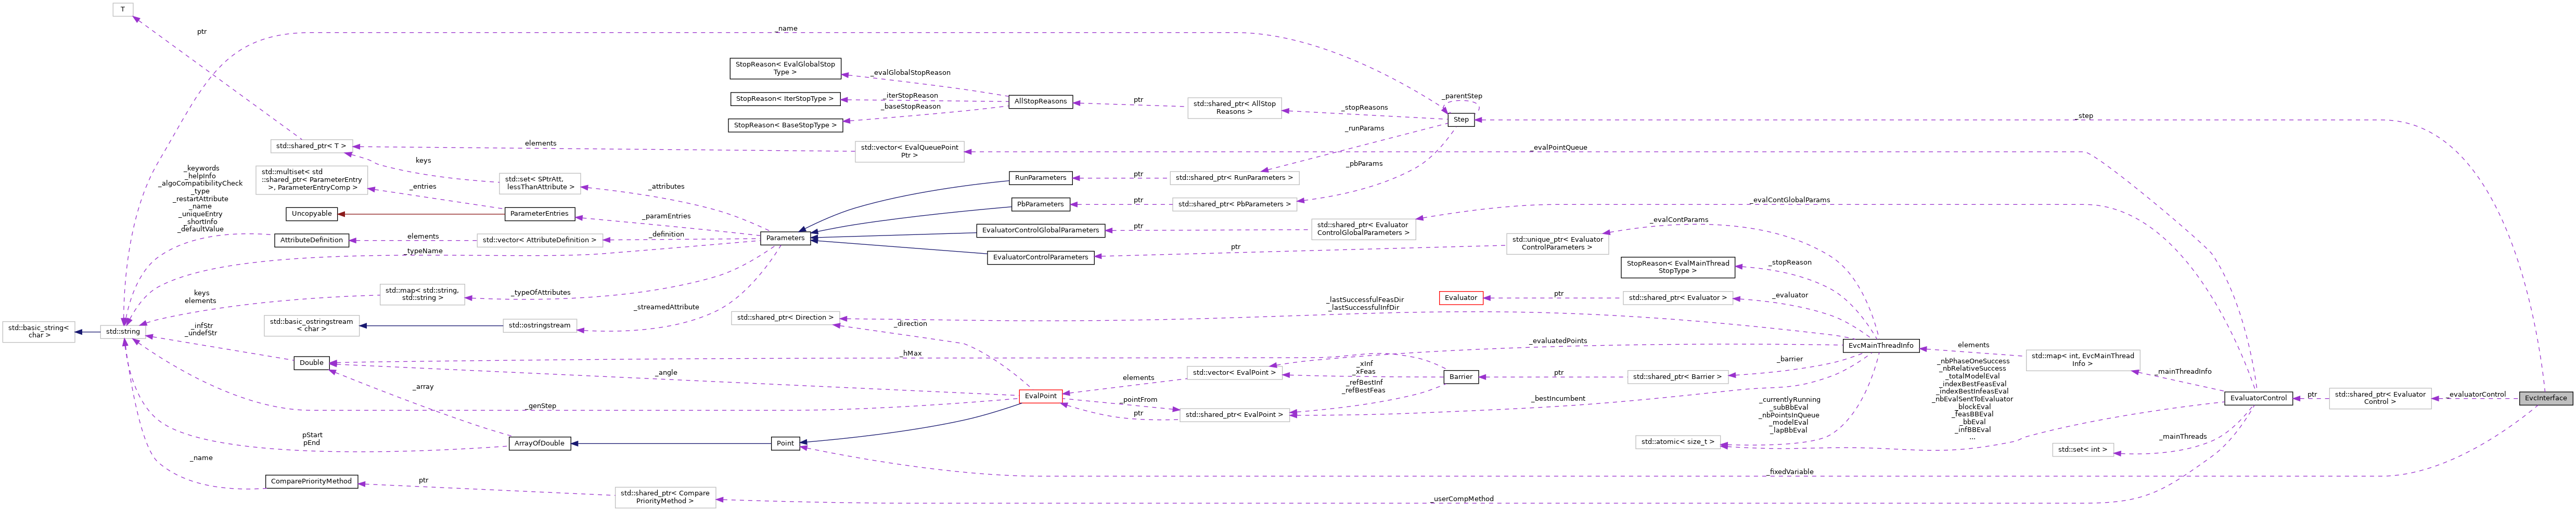 T
ptr
_name
StopReason< EvalGlobalStop
Type >
_evalGlobalStopReason
StopReason< IterStopType >
_iterStopReason
StopReason< BaseStopType >
_baseStopReason
AllStopReasons
ptr
std::shared_ptr< AllStop
Reasons >
_stopReasons
_parentStep
Step
_step
_runParams
_pbParams
std::shared_ptr< T >
elements
std::vector< EvalQueuePoint
Ptr >
_evalPointQueue
keys
std::multiset< std
::shared_ptr< ParameterEntry
>, ParameterEntryComp >
_entries
std::set< SPtrAtt,
lessThanAttribute >
_attributes
RunParameters
ptr
std::shared_ptr< RunParameters >
PbParameters
ptr
std::shared_ptr< PbParameters >
_keywords
_helpInfo
_algoCompatibilityCheck
_type
_restartAttribute
_name
_uniqueEntry
_shortInfo
_defaultValue
Uncopyable
ParameterEntries
_paramEntries
AttributeDefinition
elements
std::vector< AttributeDefinition >
_definition
Parameters
EvaluatorControlGlobalParameters
ptr
std::shared_ptr< Evaluator
ControlGlobalParameters >
_evalContGlobalParams
EvaluatorControlParameters
ptr
std::unique_ptr< Evaluator
ControlParameters >
_evalContParams
_typeName
StopReason< EvalMainThread
StopType >
_stopReason
keys
elements
std::map< std::string,
std::string >
_typeOfAttributes
Evaluator
ptr
std::shared_ptr< Evaluator >
_evaluator
_streamedAttribute
_lastSuccessfulFeasDir
_lastSuccessfulInfDir
std::basic_string<
char >
std::string
_infStr
_undefStr
std::basic_ostringstream
< char >
std::ostringstream
std::shared_ptr< Direction >
_direction
EvcMainThreadInfo
elements
std::map< int, EvcMainThread
Info >
_mainThreadInfo
Double
_hMax
_evaluatedPoints
_angle
_array
_genStep
EvalPoint
elements
std::vector< EvalPoint >
_xInf
_xFeas
_refBestInf
_refBestFeas
Barrier
ptr
std::shared_ptr< Barrier >
_barrier
_pointFrom
ptr
std::shared_ptr< EvalPoint >
_bestIncumbent
_nbPhaseOneSuccess
_nbRelativeSuccess
_totalModelEval
_indexBestFeasEval
_indexBestInfeasEval
_nbEvalSentToEvaluator
_blockEval
_feasBBEval
_bbEval
_infBBEval
...
_currentlyRunning
_subBbEval
_nbPointsInQueue
_modelEval
_lapBbEval
EvaluatorControl
ptr
std::shared_ptr< Evaluator
Control >
_evaluatorControl
EvcInterface
pStart
pEnd
ArrayOfDouble
Point
std::atomic< size_t >
std::set< int >
_mainThreads
_name
_fixedVariable
ComparePriorityMethod
ptr
std::shared_ptr< Compare
PriorityMethod >
_userCompMethod